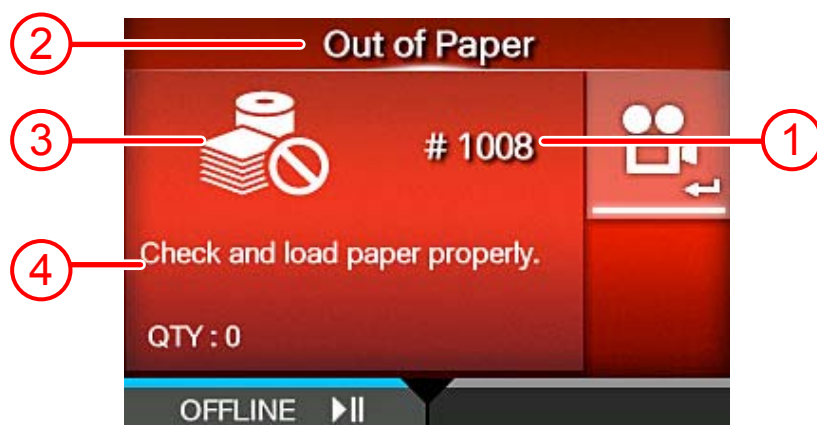 2
Out of Paper
3
# 1008
1
4
Check and load paper properly.
QTY : 0
OFFLINE